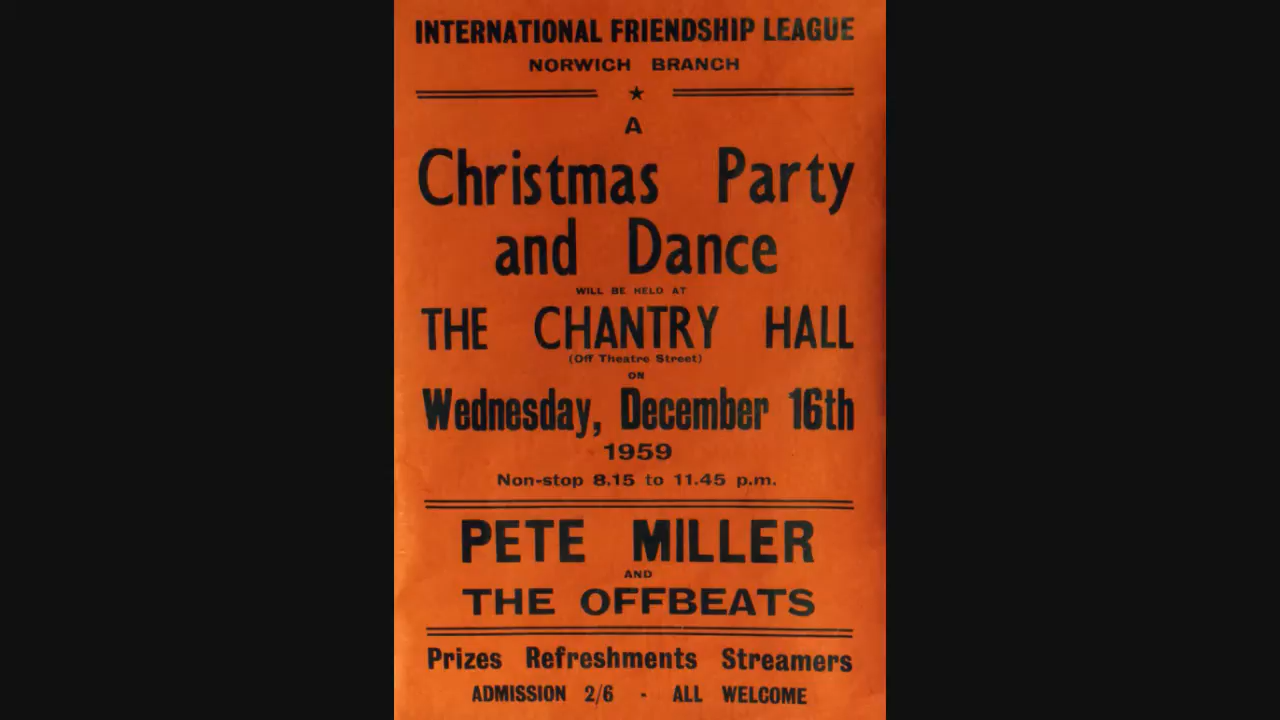 INTERNATIONAL FRIENDSHIP LEAGUE
NORWICH BRANCH
A
Christmas Party
and Dance
WILL BE HELD AT
THE CHANTRY HALL
(Off Theatre Street)
ON
Wednesday, December 16th
1959
Non-stop 8.15 to 11.45 p.m.
PETE MILLER
AND
THE OFFBEATS
Prizes Refreshments Streamers
ADMISSION 2/6 - ALL WELCOME